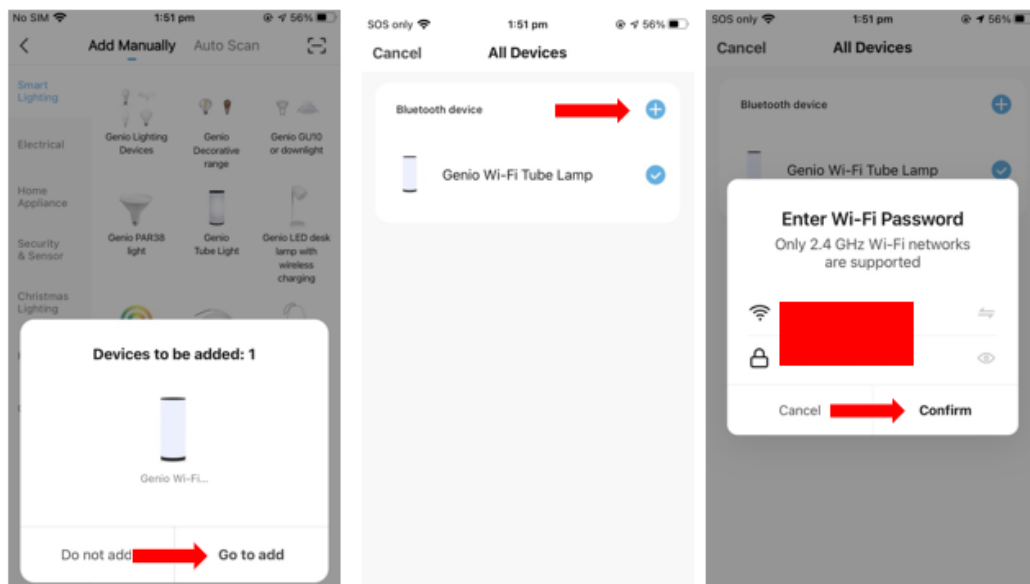 No SIM 1:51 pm 56%
Add Manually Auto Scan
Smart
Lighting
Electrical
Home
Appliance
Security
& Sensor
Christmas
Lighting
Genio Lighting
Devices
Genio
Decorative
range
Genio GU10
or downlight
Genio PAR38
light
Genio
Tube Light
Genio LED desk
lamp with
wireless
charging
Devices to be added: 1
Genio Wi-Fi...
Do not add Go to add
SOS only 1:51 pm 56%
Cancel All Devices
Bluetooth device
Genio Wi-Fi Tube Lamp
SOS only 1:51 pm 56%
Cancel All Devices
Bluetooth device
Genio Wi-Fi Tube Lamp
Enter Wi-Fi Password
Only 2.4 GHz Wi-Fi networks
are supported
Cancel Confirm